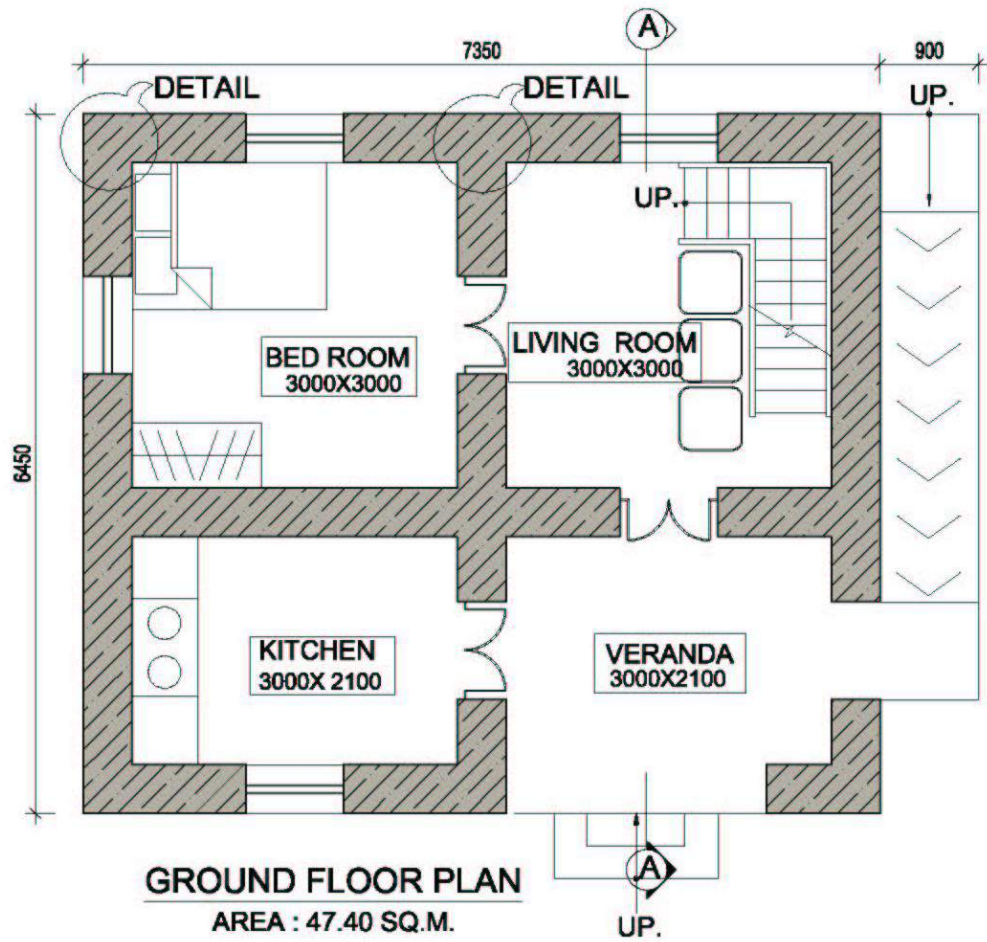 A
7350
900
DETAIL
DETAIL
UP.
UP.
BED ROOM
3000X3000
LIVING ROOM
3000X3000
6450
KITCHEN
3000X 2100
VERANDA
3000X2100
A
GROUND FLOOR PLAN
AREA : 47.40 SQ.M.
UP.